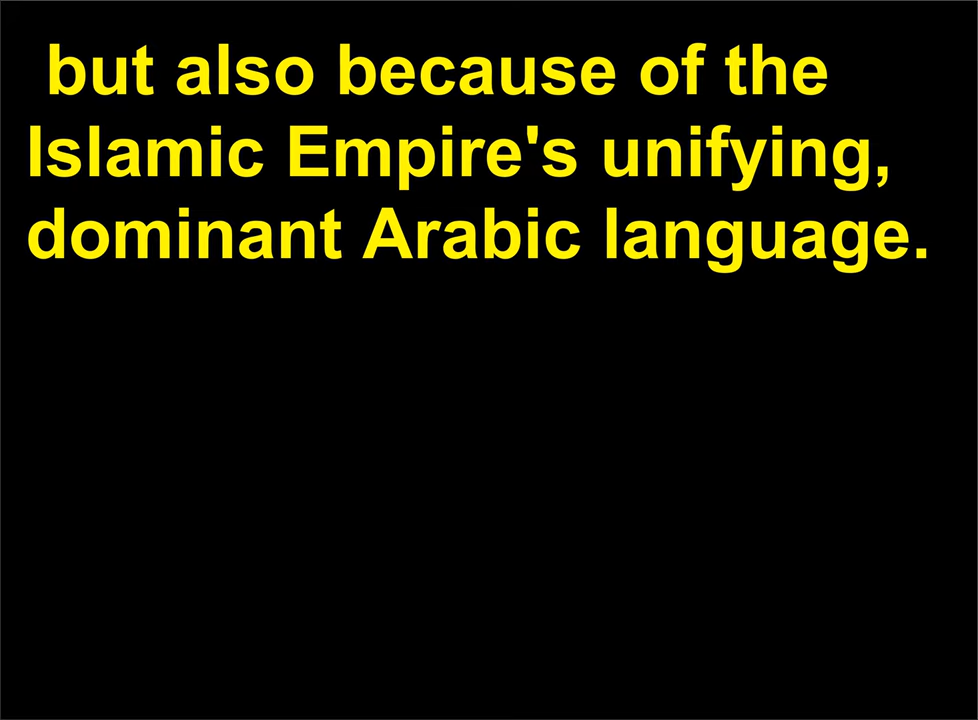 but also because of the
Islamic Empire's unifying,
dominant Arabic language.